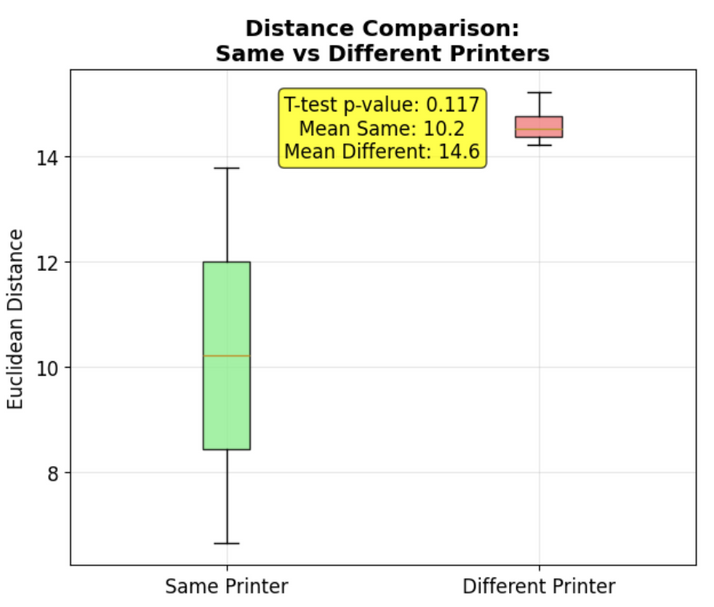 Distance Comparison:
Same vs Different Printers
T-test p-value: 0.117
Mean Same: 10.2
Mean Different: 14.6
14
12
10
8
Euclidean Distance
Same Printer
Different Printer